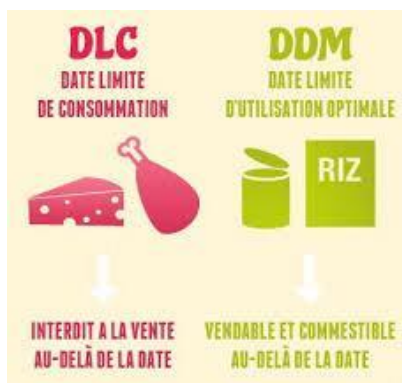 DLC
DATE LIMITE
DE CONSOMMATION
DDM
DATE LIMITE
D'UTILISATION OPTIMALE
RIZ
INTERDIT A LA VENTE
AU-DELÀ DE LA DATE
VENDABLE ET COMMESTIBLE
AU-DELÀ DE LA DATE